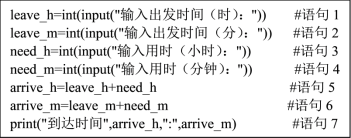 leave_h=int(input("输入出发时间（时）："))   #语句 1
leave_m=int(input("输入出发时间（分）："))   #语句 2
need_h=int(input("输入用时（小时）："))   #语句 3
need_m=int(input("输入用时（分钟）："))   #语句 4
arrive_h=leave_h+need_h   #语句 5
arrive_m=leave_m+need_m   #语句 6
print("到达时间",arrive_h,":",arrive_m)   #语句 7